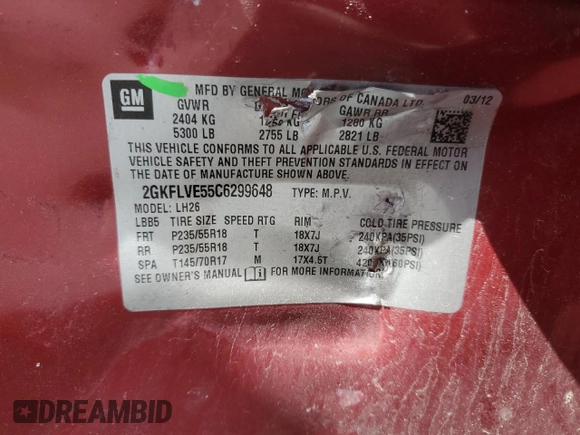 GM
MFD BY GENERAL MOTORS OF CANADA LTD. 03/12
GVWR GAWR RR
2404 KG KG 1280 KG
5300 LB 2755 LB 2821 LB
THIS VEHICLE CONFORMS TO ALL APPLICABLE U.S. FEDERAL MOTOR
VEHICLE SAFETY AND THEFT PREVENTION STANDARDS IN EFFECT ON
THE DATE OF MANUFACTURE SHOWN ABOVE.
2GKFLVE55C6299648 TYPE: M.P.V.
MODEL: LH26
LBB5 TIRE SIZE SPEED RTG RIM COLD TIRE PRESSURE
FRT P235/55R18 T 18X7J 240KPA(35PSI)
RR P235/55R18 T 18X7J 240KPA(35PSI)
SPA T145/70R17 M 17X4.5T (60PSI)
SEE OWNER'S MANUAL FOR MORE INFORMATION
DREAMBID